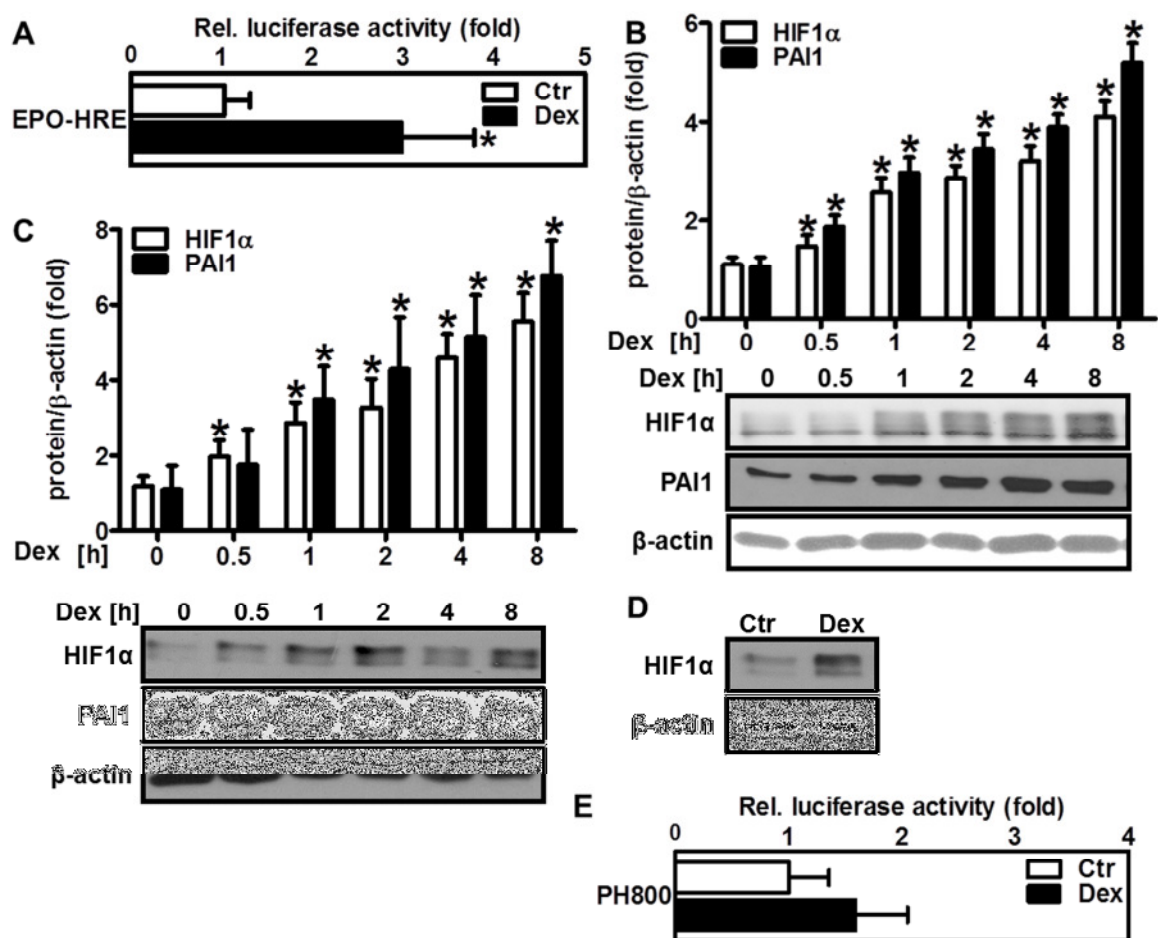 A
Rel. luciferase activity (fold)
0 1 2 3 4 5
EPO-HRE
Ctr
Dex
*
B
HIF1α
PAI1
protein/β-actin (fold)
6
4
2
0
* * * * * * * * * *
Dex [h] 0 0.5 1 2 4 8
Dex [h] 0 0.5 1 2 4 8
HIF1α
PAI1
β-actin
C
HIF1α
PAI1
protein/β-actin (fold)
8
6
4
2
0
* * * * * * * * *
Dex [h] 0 0.5 1 2 4 8
Dex [h] 0 0.5 1 2 4 8
HIF1α
PAI1
β-actin
D
Ctr Dex
HIF1α
β-actin
E
Rel. luciferase activity (fold)
0 1 2 3 4
PH800
Ctr
Dex